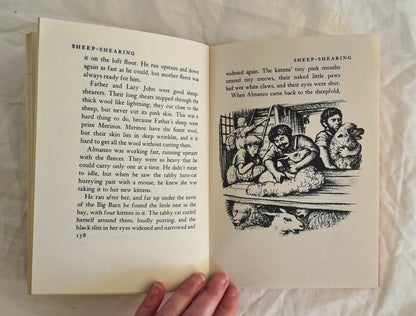 SHEEP-SHEARING
it on the loft floor. He ran upstairs and down
again as fast as he could, but another fleece was
always ready for him.
Father and Lazy John were good sheep-
shearers. Their long shears snipped through the
thick wool like lightning; they cut close to the
sheep, but never cut its pink skin. This was a
hard thing to do, because Father's sheep were
prize Merinos. Merinos have the finest wool,
but their skin lies in deep wrinkles, and it is
hard to get all the wool without cutting them.
Almanzo was working fast, running upstairs
with the fleeces. They were so heavy that he
could carry only one at a time. He didn't mean
to idle, but when he saw the tabby barn-cat
hurrying past with a mouse, he knew she was
taking it to her new kittens.
He ran after her, and far up under the eaves
of the Big Barn he found the little nest in the
hay, with four kittens in it. The tabby cat curled
herself around them, loudly purring, and the
black slits in her eyes widened and narrowed and
158
SHEEP-SHEARING
widened again. The kittens' tiny pink mouths
uttered tiny meows, their naked little paws
had wee white claws, and their eyes were shut.
When Almanzo came back to the sheepfold,